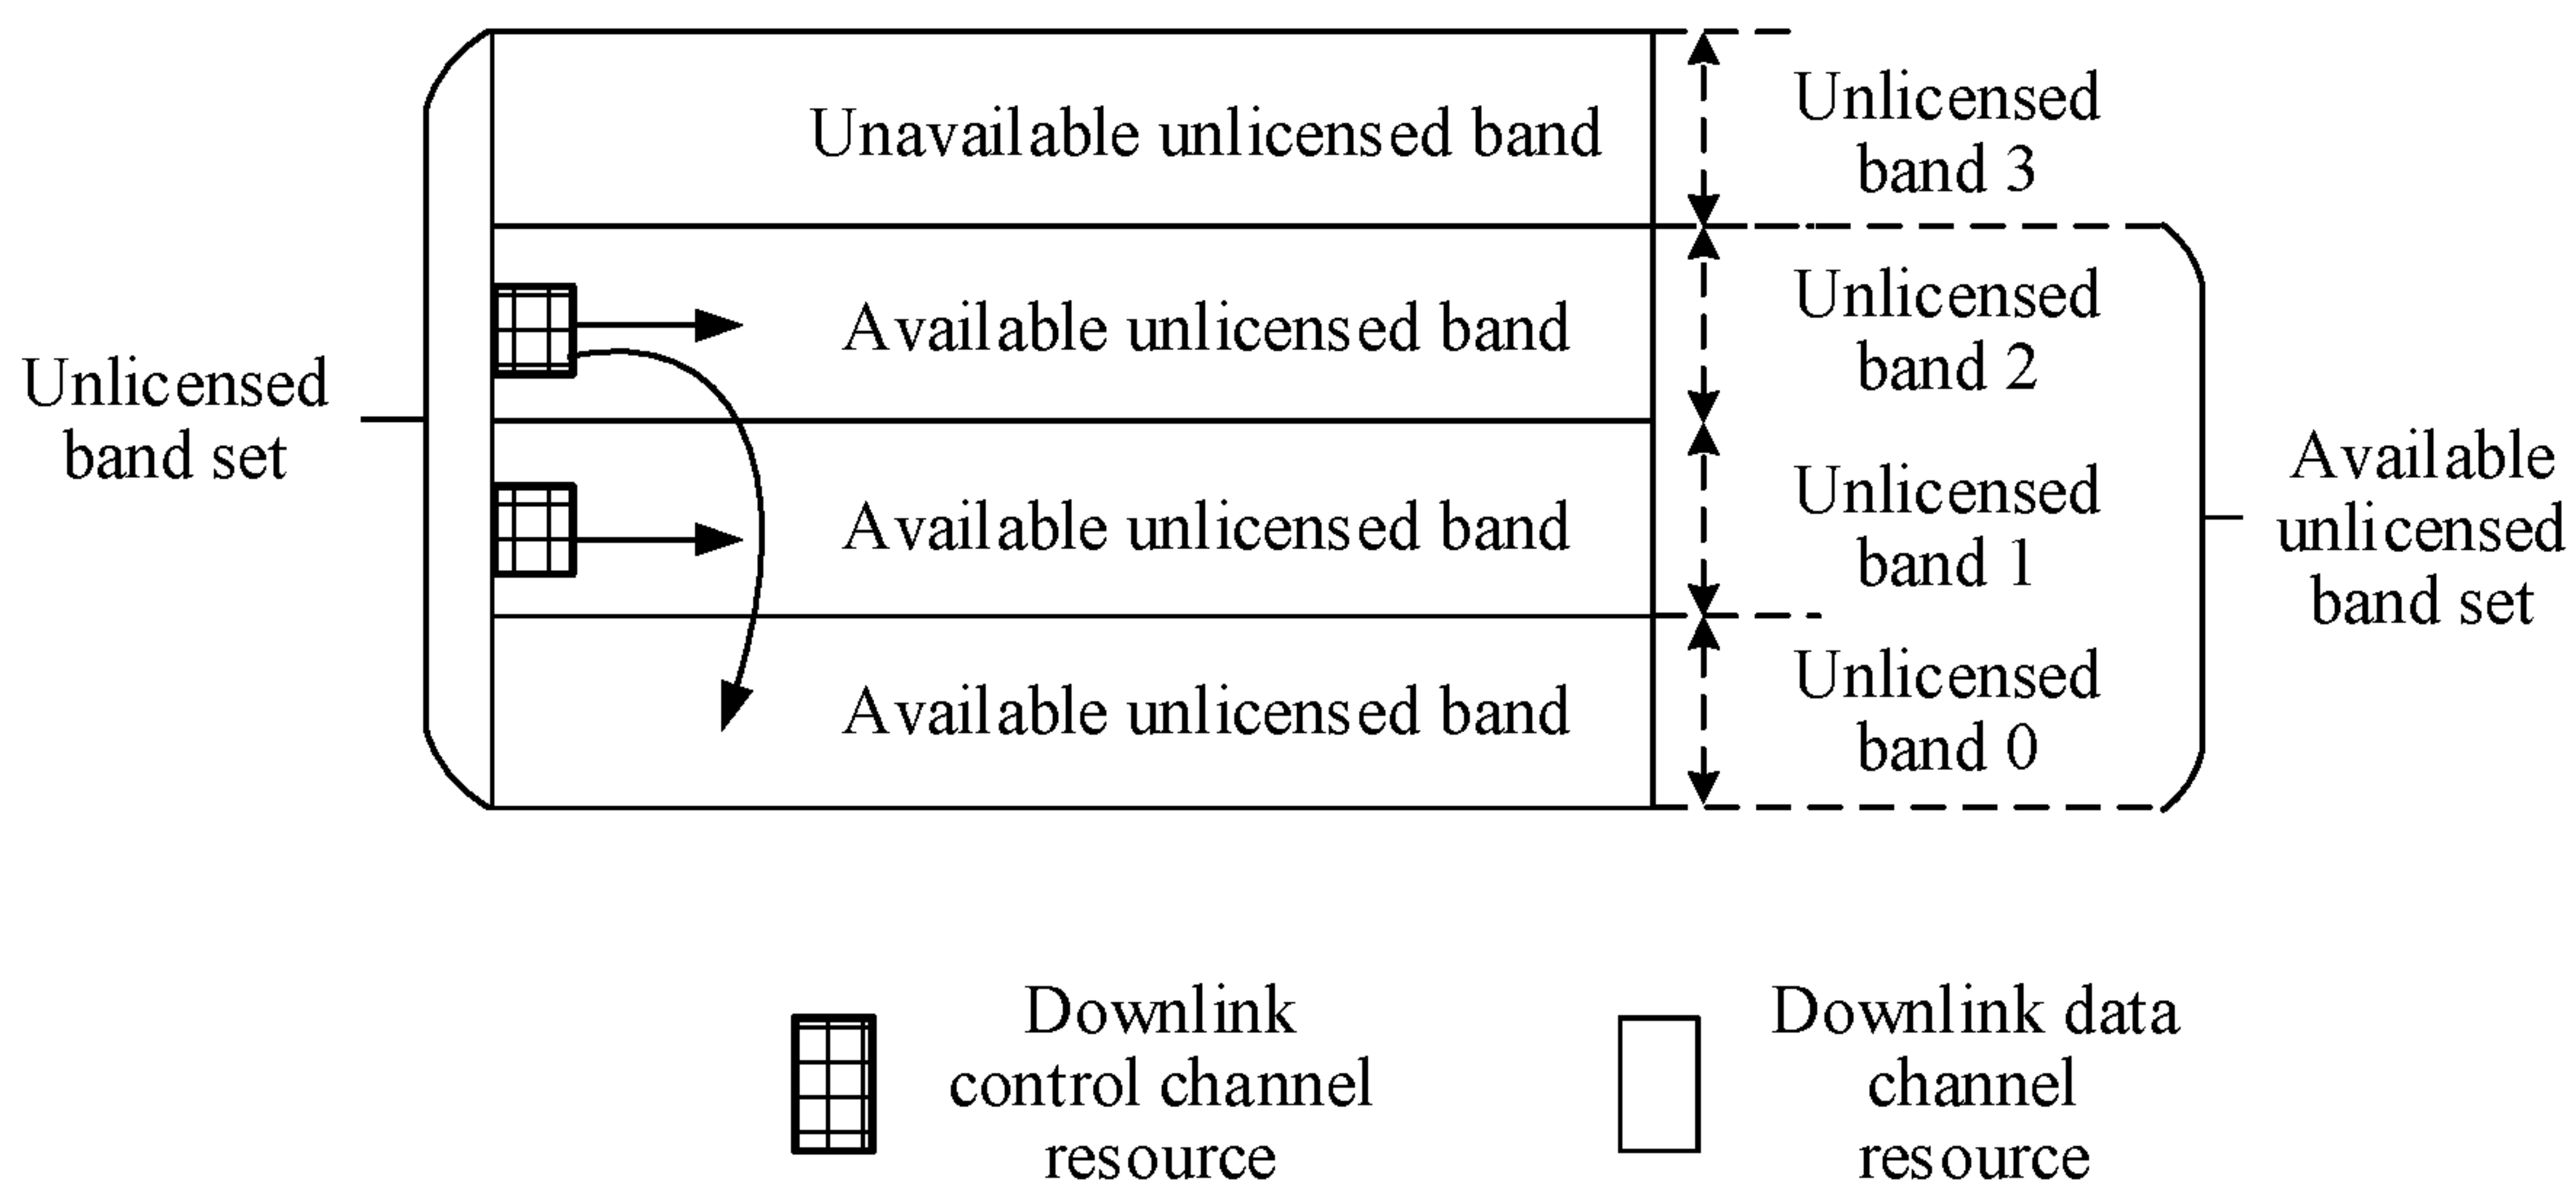 Unlicensed
band set
Unavailable unlicensed band
Available unlicensed band
Available unlicensed band
Available unlicensed band
Unlicensed
band 3
Unlicensed
band 2
Unlicensed
band 1
Unlicensed
band 0
Available
unlicensed
band set
Downlink
control channel
resource
Downlink data
channel
resource